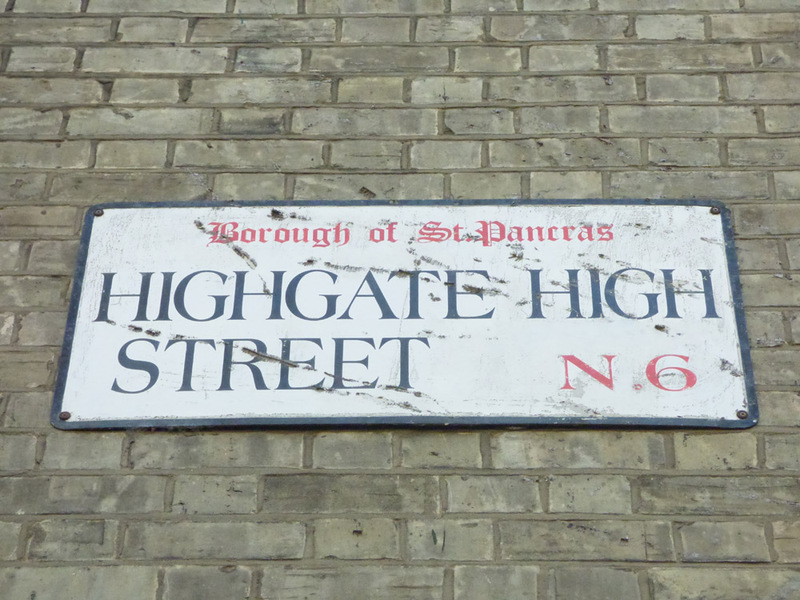 Borough of St. Pancras
HIGHGATE HIGH
STREET N.6